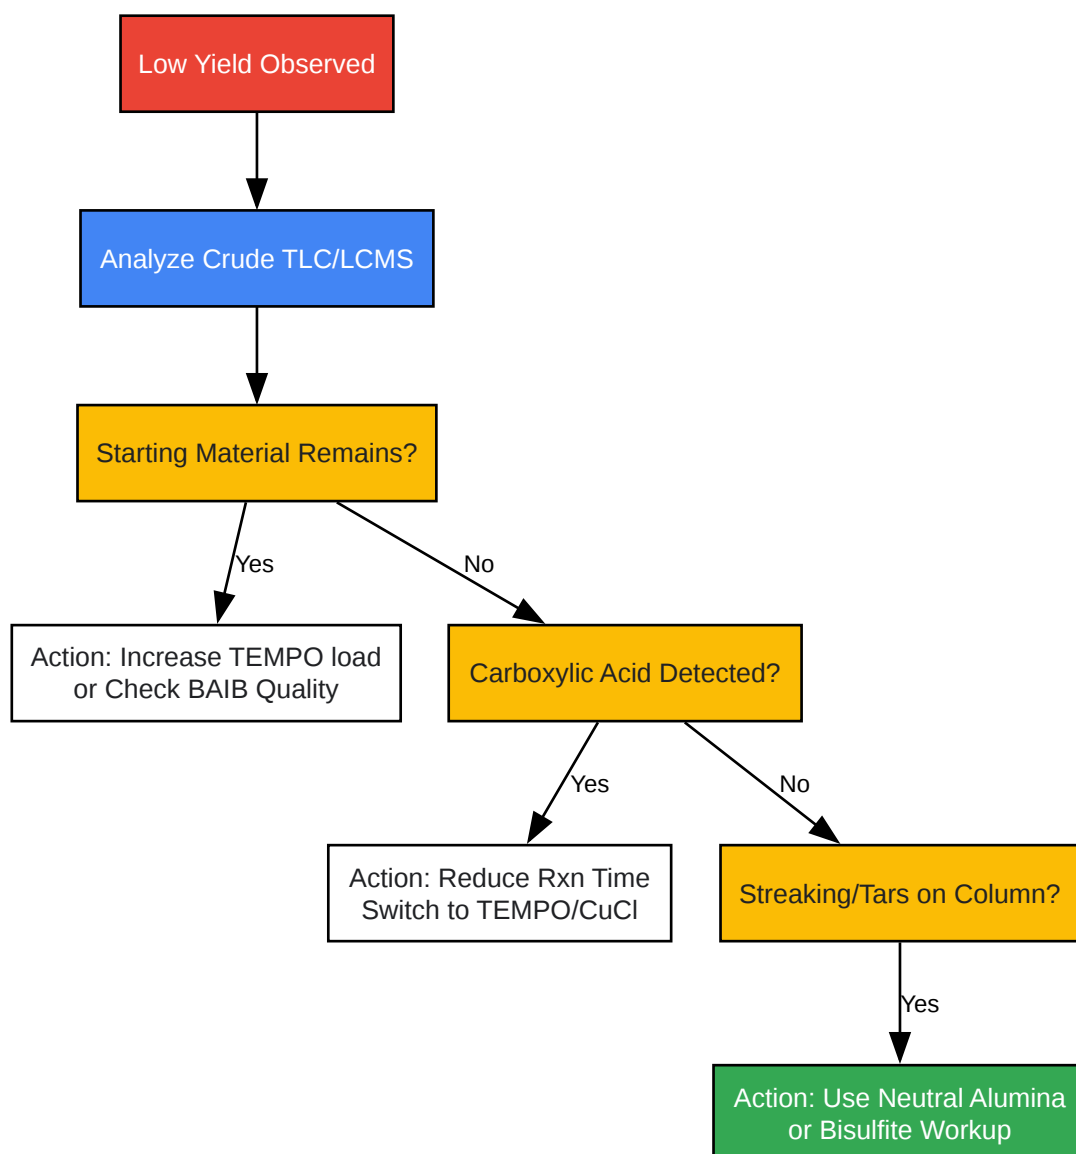 Low Yield Observed
Analyze Crude TLC/LCMS
Starting Material Remains?
Yes
No
Action: Increase TEMPO load
or Check BAIB Quality
Carboxylic Acid Detected?
Yes
No
Action: Reduce Rxn Time
Switch to TEMPO/CuCl
Streaking/Tars on Column?
Yes
Action: Use Neutral Alumina
or Bisulfite Workup